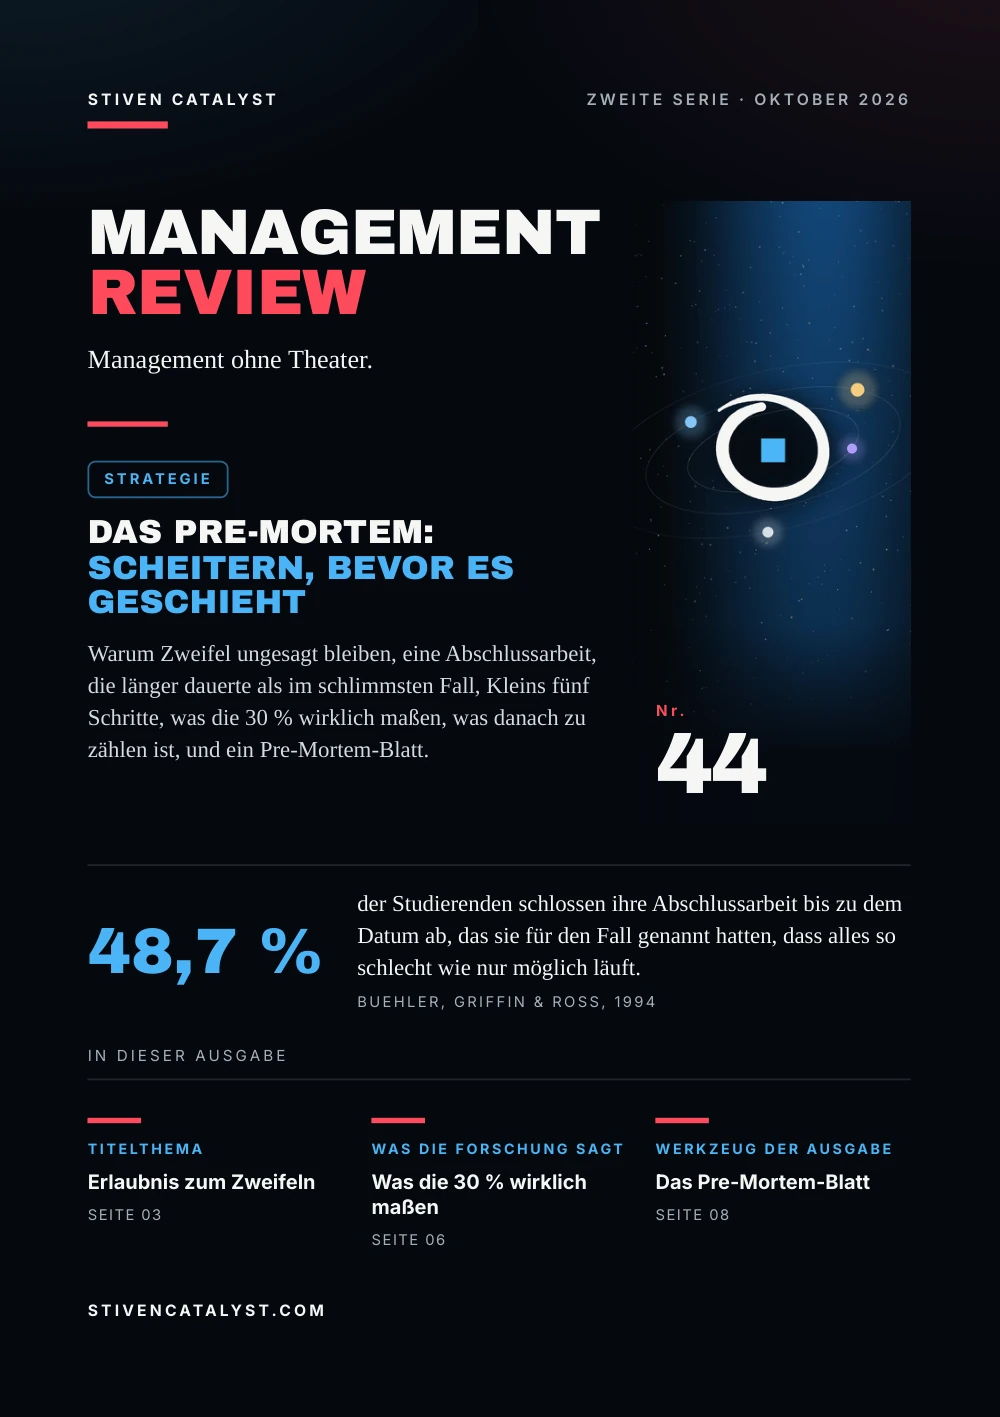 STIVEN CATALYST
ZWEITE SERIE · OKTOBER 2026
MANAGEMENT
REVIEW
Management ohne Theater.
STRATEGIE
DAS PRE-MORTEM:
SCHEITERN, BEVOR ES
GESCHIEHT
Warum Zweifel ungesagt bleiben, eine Abschlussarbeit,
die länger dauerte als im schlimmsten Fall, Kleins fünf
Schritte, was die 30 % wirklich maßen, was danach zu
zählen ist, und ein Pre-Mortem-Blatt.
Nr.
44
48,7 %
der Studierenden schlossen ihre Abschlussarbeit bis zu dem
Datum ab, das sie für den Fall genannt hatten, dass alles so
schlecht wie nur möglich läuft.
BUEHLER, GRIFFIN & ROSS, 1994
IN DIESER AUSGABE
TITELTHEMA
Erlaubnis zum Zweifeln
SEITE 03
WAS DIE FORSCHUNG SAGT
Was die 30 % wirklich
maßen
SEITE 06
WERKZEUG DER AUSGABE
Das Pre-Mortem-Blatt
SEITE 08
STIVENCATALYST.COM